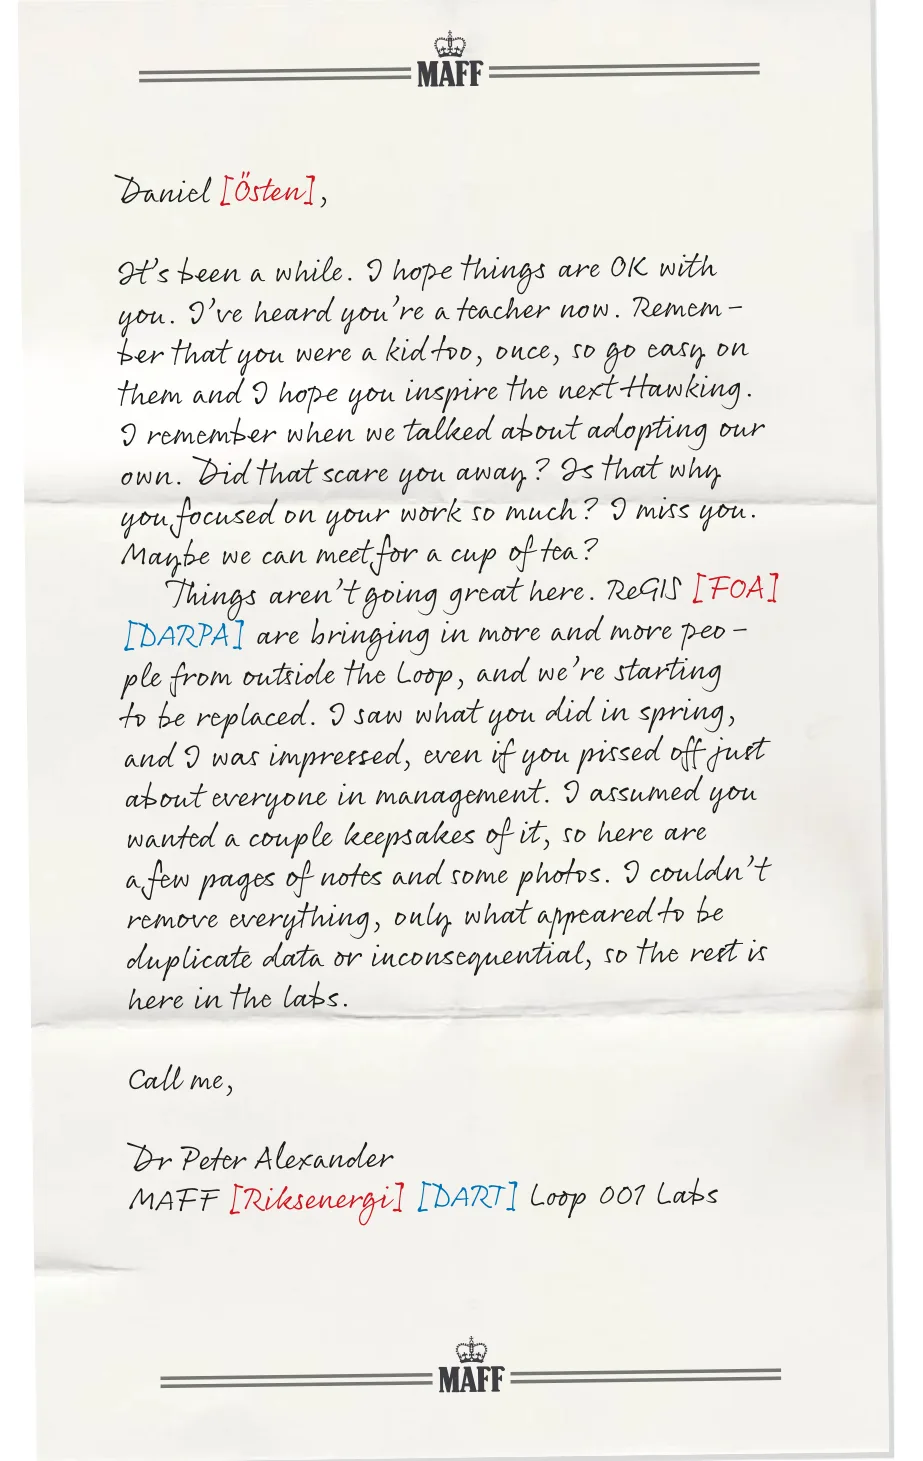 MAFF
Daniel [Östen],
It's been a while. I hope things are OK with
you. I've heard you're a teacher now. Remem-
ber that you were a kid too, once, so go easy on
them and I hope you inspire the next Hawking.
I remember when we talked about adopting our
own. Did that scare you away? Is that why
you focused on your work so much? I miss you.
Maybe we can meet for a cup of tea?
Things aren't going great here. ReGIS [FOA]
[DARPA] are bringing in more and more peo-
ple from outside the Loop, and we're starting
to be replaced. I saw what you did in spring,
and I was impressed, even if you pissed off just
about everyone in management. I assumed you
wanted a couple keepsakes of it, so here are
a few pages of notes and some photos. I couldn't
remove everything, only what appeared to be
duplicate data or inconsequential, so the rest is
here in the labs.
Call me,
Dr Peter Alexander
MAFF [Riksenergi] [DART] Loop 001 Labs
MAFF